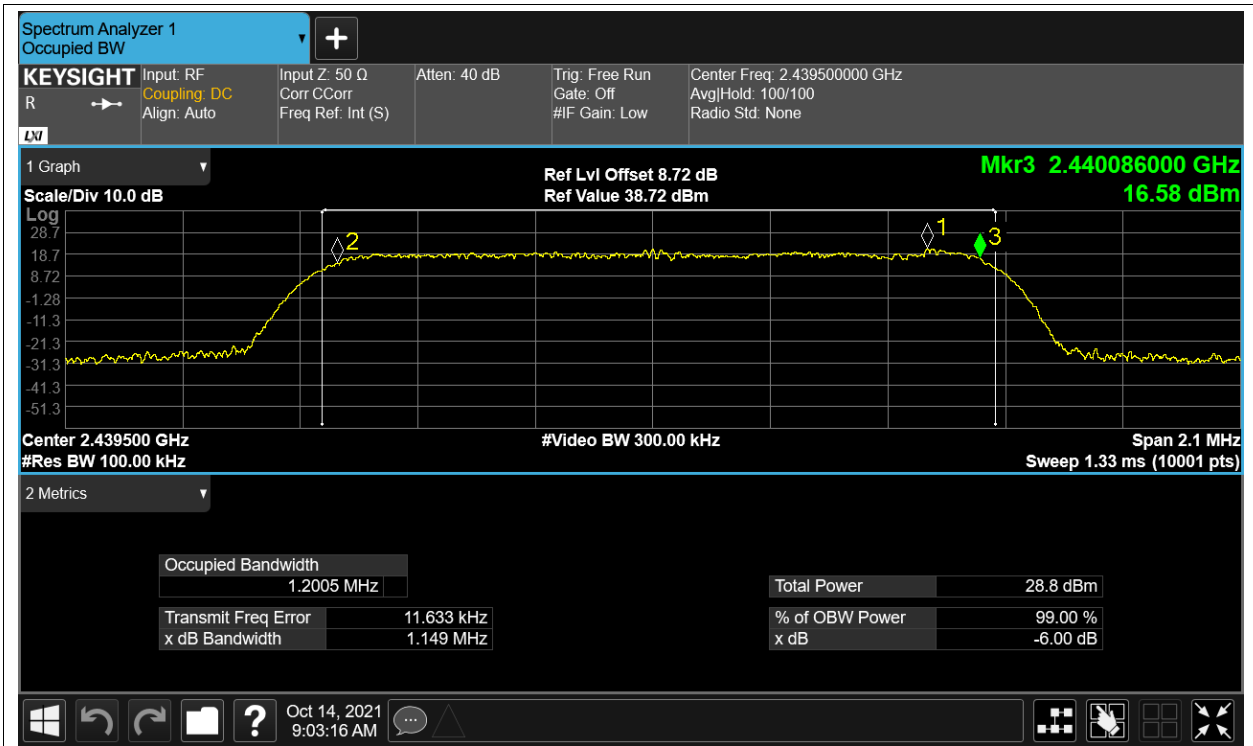 Spectrum Analyzer 1
Occupied BW
+
KEYSIGHT Input: RF Input Z: 50 Ω Atten: 40 dB Trig: Free Run Center Freq: 2.439500000 GHz
R Coupling: DC Corr CCorr Gate: Off Avg|Hold: 100/100
Align: Auto Freq Ref: Int (S) #IF Gain: Low Radio Std: None
LXI
1 Graph Ref Lvl Offset 8.72 dB Mkr3 2.440086000 GHz
Scale/Div 10.0 dB Ref Value 38.72 dBm 16.58 dBm
Log
28.7
18.7
8.72
-1.28
-11.3
-21.3
-31.3
-41.3
-51.3
2
1
3
Center 2.439500 GHz #Video BW 300.00 kHz Span 2.1 MHz
#Res BW 100.00 kHz Sweep 1.33 ms (10001 pts)
2 Metrics
Occupied Bandwidth
1.2005 MHz
Total Power 28.8 dBm
Transmit Freq Error 11.633 kHz % of OBW Power 99.00 %
x dB Bandwidth 1.149 MHz x dB -6.00 dB
? Oct 14, 2021
9:03:16 AM